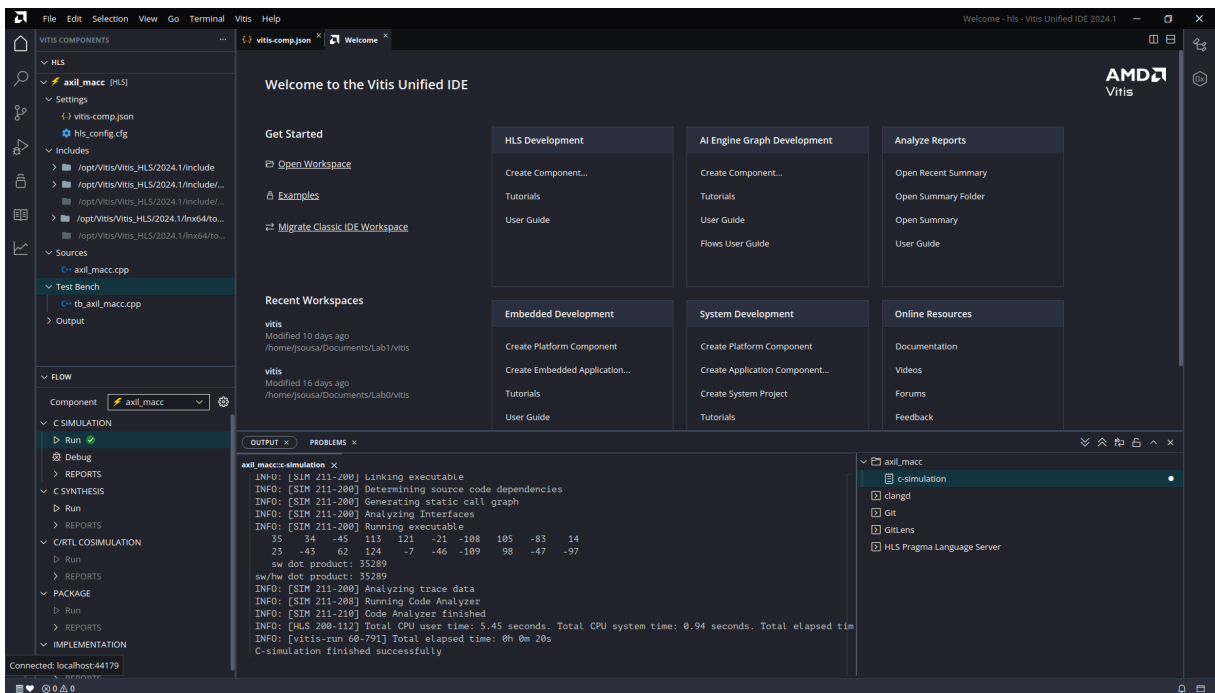 File Edit Selection View Go Terminal Vitis Help
Welcome - hls - Vitis Unified IDE 2024.1
VITIS COMPONENTS
HLS
axil_macc [HLS]
Settings
vitis-comp.json
hls_config.cfg
Includes
/opt/Vitis/Vitis_HLS/2024.1/include
/opt/Vitis/Vitis_HLS/2024.1/include/...
/opt/Vitis/Vitis_HLS/2024.1/include/...
/opt/Vitis/Vitis_HLS/2024.1/lnx64/to...
/opt/Vitis/Vitis_HLS/2024.1/lnx64/to...
Sources
C++ axil_macc.cpp
Test Bench
C++ tb_axil_macc.cpp
Output
FLOW
Component axil_macc
C SIMULATION
Run
Debug
REPORTS
C SYNTHESIS
Run
REPORTS
C/RTL COSIMULATION
Run
REPORTS
PACKAGE
Run
REPORTS
IMPLEMENTATION
Connected: localhost:44179
REPORTS
0 0
{.} vitis-comp.json × Welcome ×
Welcome to the Vitis Unified IDE
AMD
Vitis
Get Started
Open Workspace
Examples
Migrate Classic IDE Workspace
Recent Workspaces
vitis
Modified 10 days ago
/home/jsousa/Documents/Lab1/vitis
vitis
Modified 16 days ago
/home/jsousa/Documents/Lab0/vitis
HLS Development
Create Component...
Tutorials
User Guide
AI Engine Graph Development
Create Component...
Tutorials
User Guide
Flows User Guide
Analyze Reports
Open Recent Summary
Open Summary Folder
Open Summary
User Guide
Embedded Development
Create Platform Component
Create Embedded Application...
Tutorials
User Guide
System Development
Create Platform Component
Create Application Component...
Create System Project
Tutorials
Online Resources
Documentation
Videos
Forums
Feedback
OUTPUT × PROBLEMS ×
axil_macc::c-simulation ×
INFO: [SIM 211-200] Linking executable
INFO: [SIM 211-200] Determining source code dependencies
INFO: [SIM 211-200] Generating static call graph
INFO: [SIM 211-200] Analyzing Interfaces
INFO: [SIM 211-200] Running executable
35 34 -45 113 121 -21 -108 105 -83 14
23 -43 62 124 -7 -46 -109 98 -47 -97
sw dot product: 35289
sw/hw dot product: 35289
INFO: [SIM 211-200] Analyzing trace data
INFO: [SIM 211-208] Running Code Analyzer
INFO: [SIM 211-210] Code Analyzer finished
INFO: [HLS 200-112] Total CPU user time: 5.45 seconds. Total CPU system time: 0.94 seconds. Total elapsed tim
INFO: [vitis-run 60-791] Total elapsed time: 0h 0m 20s
C-simulation finished successfully
axil_macc
c-simulation
clangd
Git
GitLens
HLS Pragma Language Server